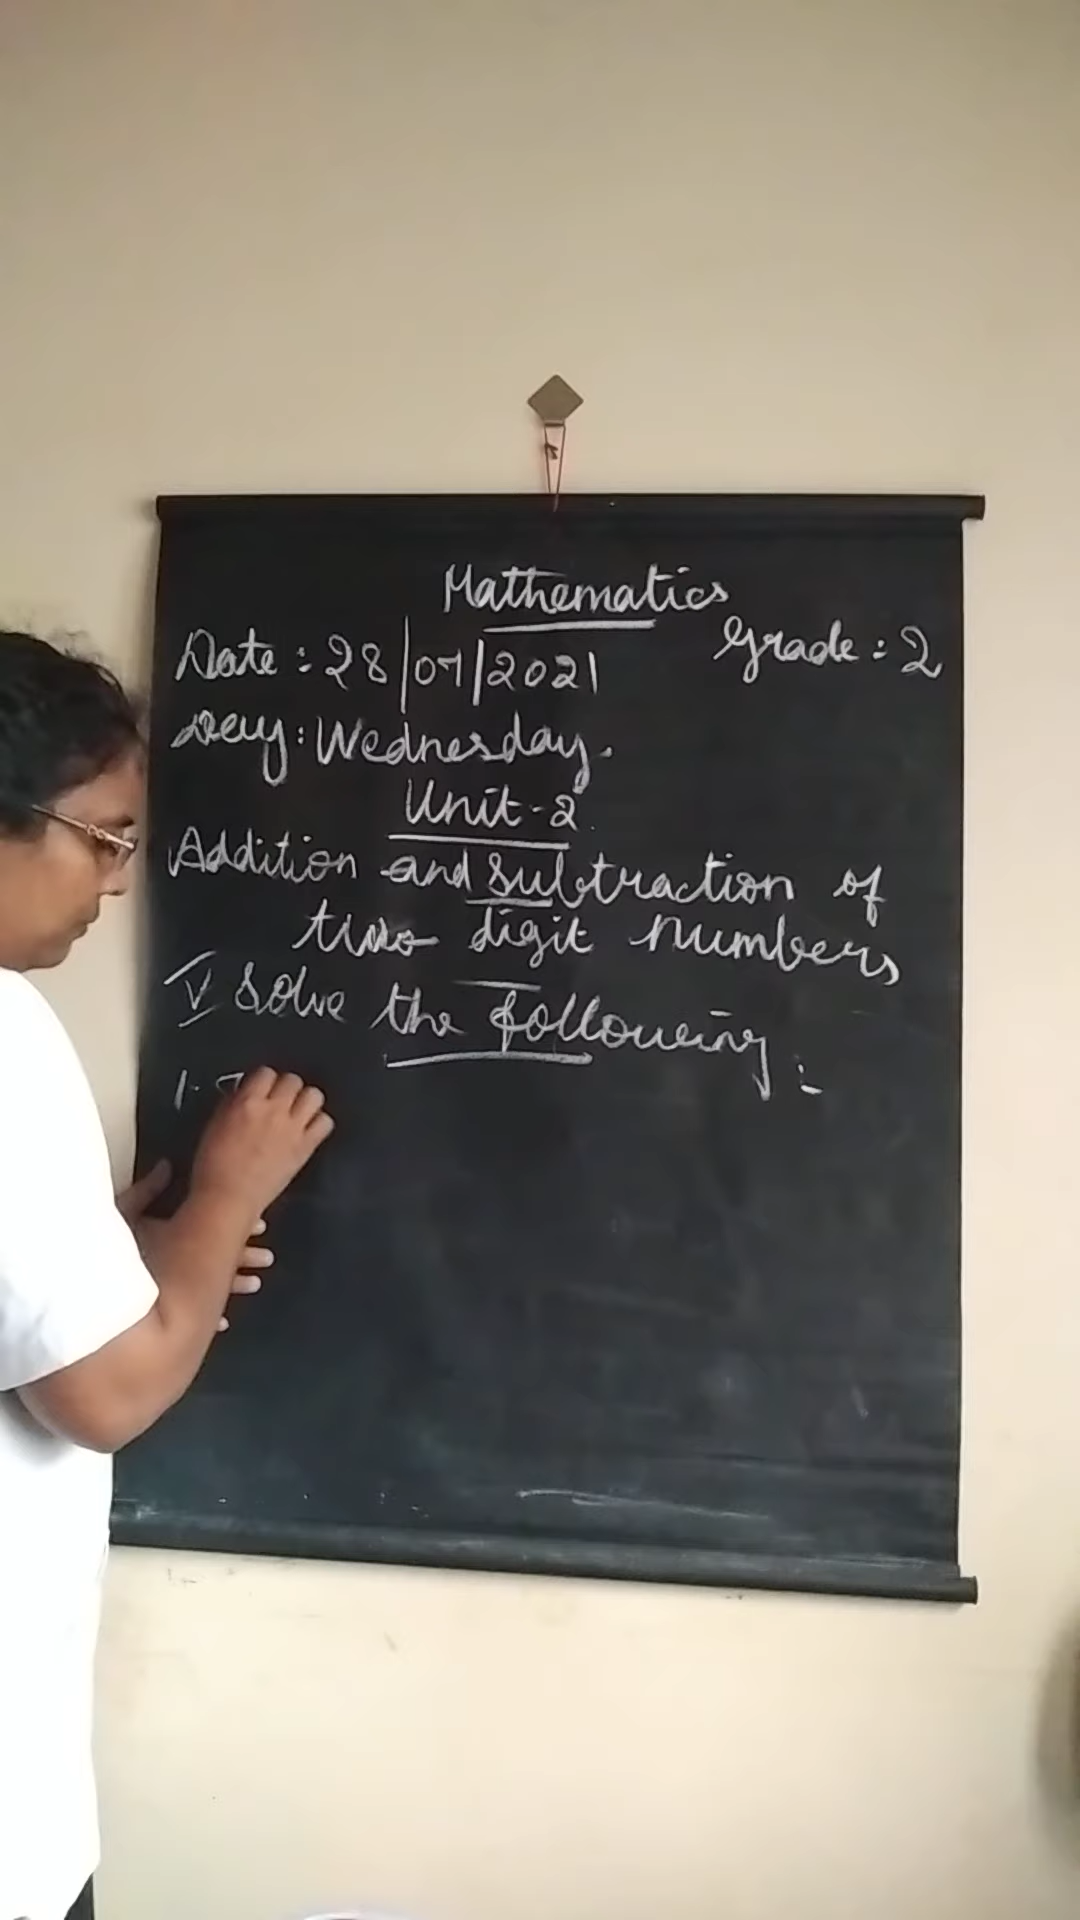 Mathematics
Grade: 2
Date: 28/07/2021
Day: Wednesday.
Unit-2
Addition and Subtraction of
two digit numbers
V Solve the following:-
1.